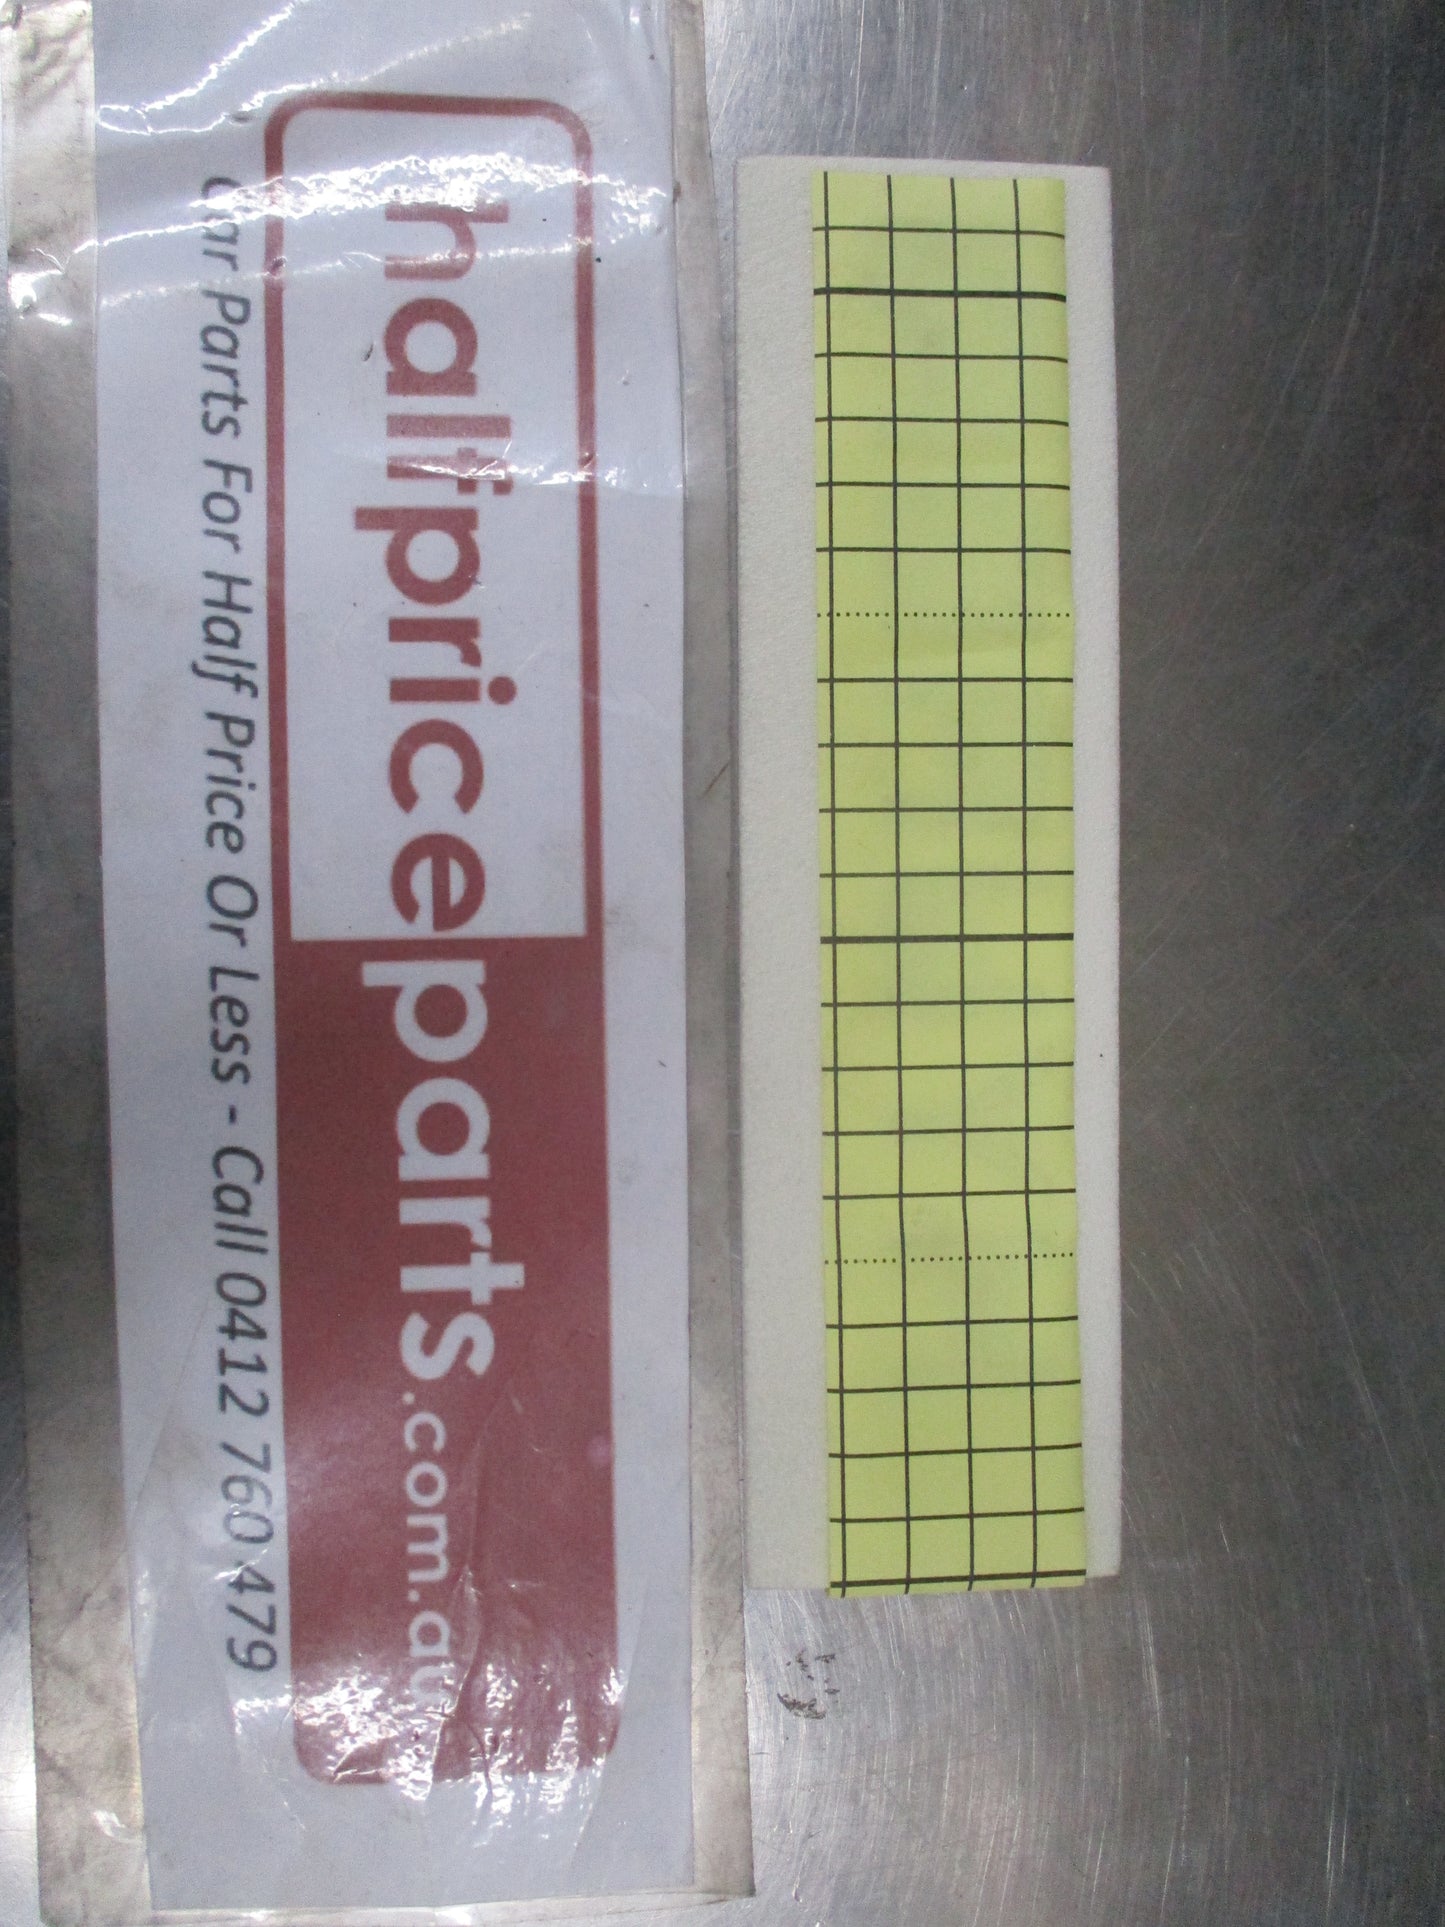 halfpriceparts.com.au
Car Parts For Half Price Or Less - Call 0412 760 479